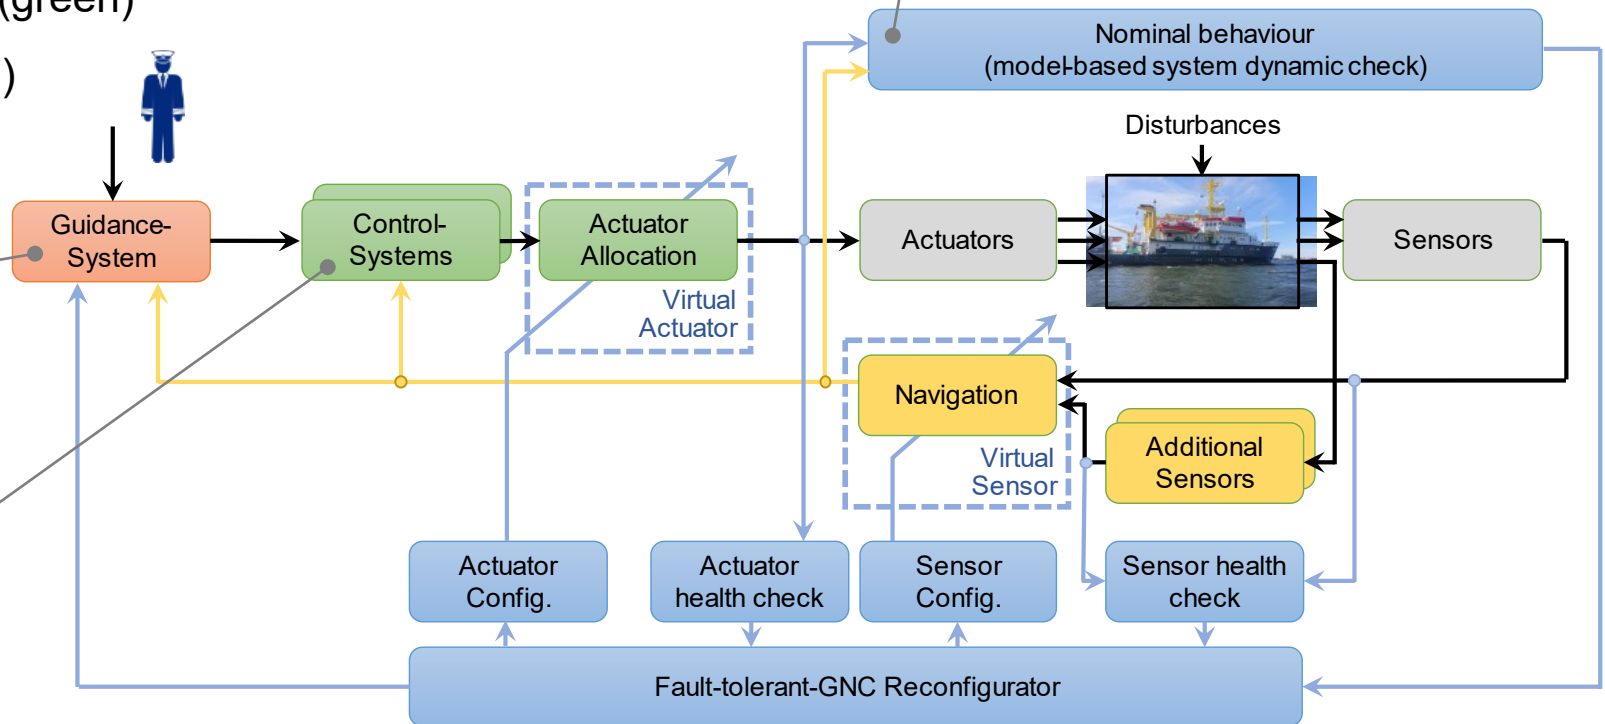 (green)
)
Nominal behaviour
(model-based system dynamic check)
Disturbances
Guidance-
System
Control-
Systems
Actuator
Allocation
Virtual
Actuator
Actuators
Sensors
Navigation
Virtual
Sensor
Additional
Sensors
Actuator
Config.
Actuator
health check
Sensor
Config.
Sensor health
check
Fault-tolerant-GNC Reconfigurator